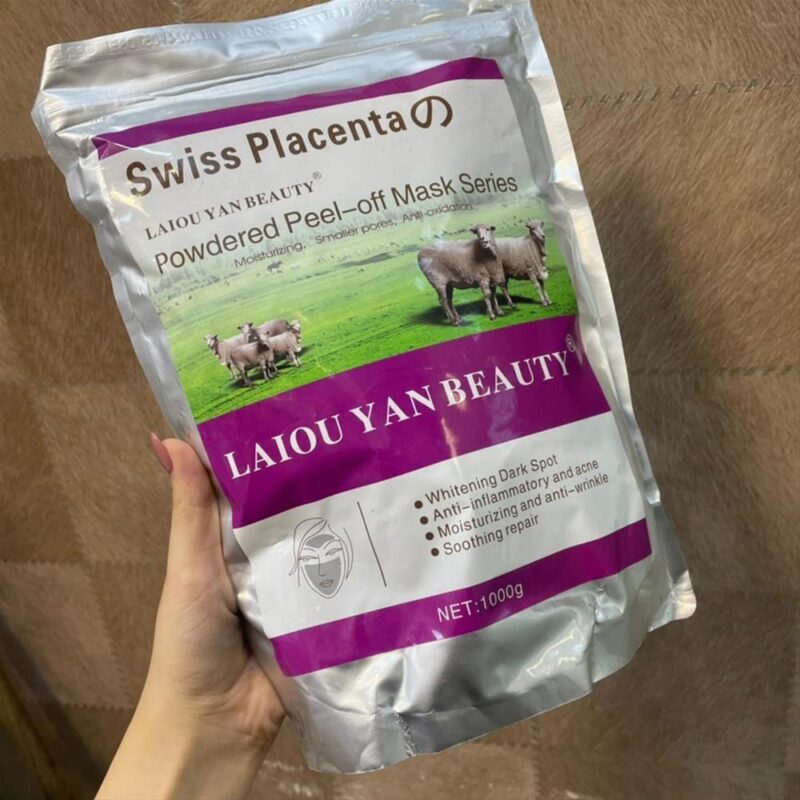 Swiss Placentaの
LAIOU YAN BEAUTY®
Powdered Peel-off Mask Series
Moisturizing, Smaller pores, Anti-oxidation
LAIOU YAN BEAUTY®
• Whitening Dark Spot
• Anti-inflammatory and acne
• Moisturizing and anti-wrinkle
• Soothing repair
NET:1000g